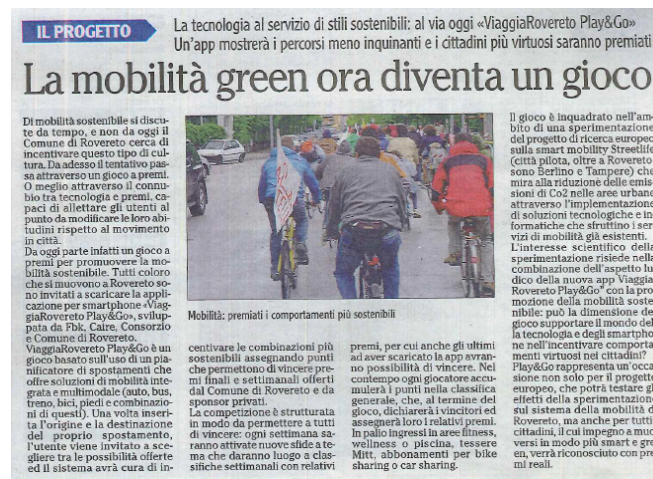 IL PROGETTO
La tecnologia al servizio di stili sostenibili; al via oggi «ViaggiaRovereto Play&Go»
Un'app mostrerà i percorsi meno inquinanti e i cittadini più virtuosi saranno premiati
La mobilità green ora diventa un gioco
Di mobilità sostenibile si discu-
te da tempo, e non da oggi il
Comune di Rovereto cerca di
incentivare questo tipo di cul-
tura. Da adesso il tentativo pas-
sa attraverso un gioco a premi.
O meglio attraverso il connu-
bio tra tecnologia e premi, ca-
paci di allettare gli utenti al
punto da modificare le loro abi-
tudini rispetto al movimento
in città.
Da oggi parte infatti un gioco a
premi per promuovere la mo-
bilità sostenibile. Tutti coloro
che si muovono a Rovereto so-
no invitati a scaricare la appli-
cazione per smartphone «Viag-
giaRovereto Play&Go», svilup-
pata da Fbk, Caire, Consorzio
e Comune di Rovereto.
ViaggiaRovereto Play&Go è un
gioco basato sull'uso di un pia-
nificatore di spostamenti che
offre soluzioni di mobilità inte-
grata e multimodale (auto, bus,
treno, bici, piedi e combinazio-
ni di questi). Una volta inseri-
ta l'origine e la destinazione
del proprio spostamento,
l'utente viene invitato a sce-
gliere tra le possibilità offerte
ed il sistema avrà cura di in-
Mobilità: premiati i comportamenti più sostenibili
centivare le combinazioni più
sostenibili assegnando punti
che permettono di vincere pre-
mi finali e settimanali offerti
dal Comune di Rovereto e da
sponsor privati.
La competizione è strutturata
in modo da permettere a tutti
di vincere: ogni settimana sa-
ranno attivate nuove sfide a te-
ma che daranno luogo a clas-
sifiche settimanali con relativi
premi, per cui anche gli ultimi
ad aver scaricato la app avran-
no possibilità di vincere. Nel
contempo ogni giocatore accu-
mulerà i punti nella classifica
generale, che, al termine del
gioco, dichiarerà i vincitori ed
assegnerà loro i relativi premi.
In palio ingressi in aree fitness,
wellness o piscina, tessere
Mitt, abbonamenti per bike
sharing o car sharing.
Il gioco è inquadrato nell'am-
bito di una sperimentazione
del progetto di ricerca europeo
sulla smart mobility Streetlife
(città pilota, oltre a Rovereto
sono Berlino e Tampere) che
mira alla riduzione delle emis-
sioni di Co2 nelle aree urbane
attraverso l'implementazione
di soluzioni tecnologiche e in-
formatiche che sfruttino i ser-
vizi di mobilità già esistenti.
L'interesse scientifico della
sperimentazione risiede nella
combinazione dell'aspetto lu-
dico della nuova app Viaggia
Rovereto Play&Go" con la pro-
mozione della mobilità soste-
nibile: può la dimensione de
gioco supportare il mondo del-
la tecnologia e degli smartpho-
ne nell'incentivare comporta-
menti virtuosi nei cittadini?
Play&Go rappresenta un'occa-
sione non solo per il progetto
europeo, che potrà testare gl
effetti della sperimentazione
sul sistema della mobilità d
Rovereto, ma anche per tutti
cittadini, il cui impegno a muo-
versi in modo più smart e gre-
en, verrà riconosciuto con pre-
mi reali.